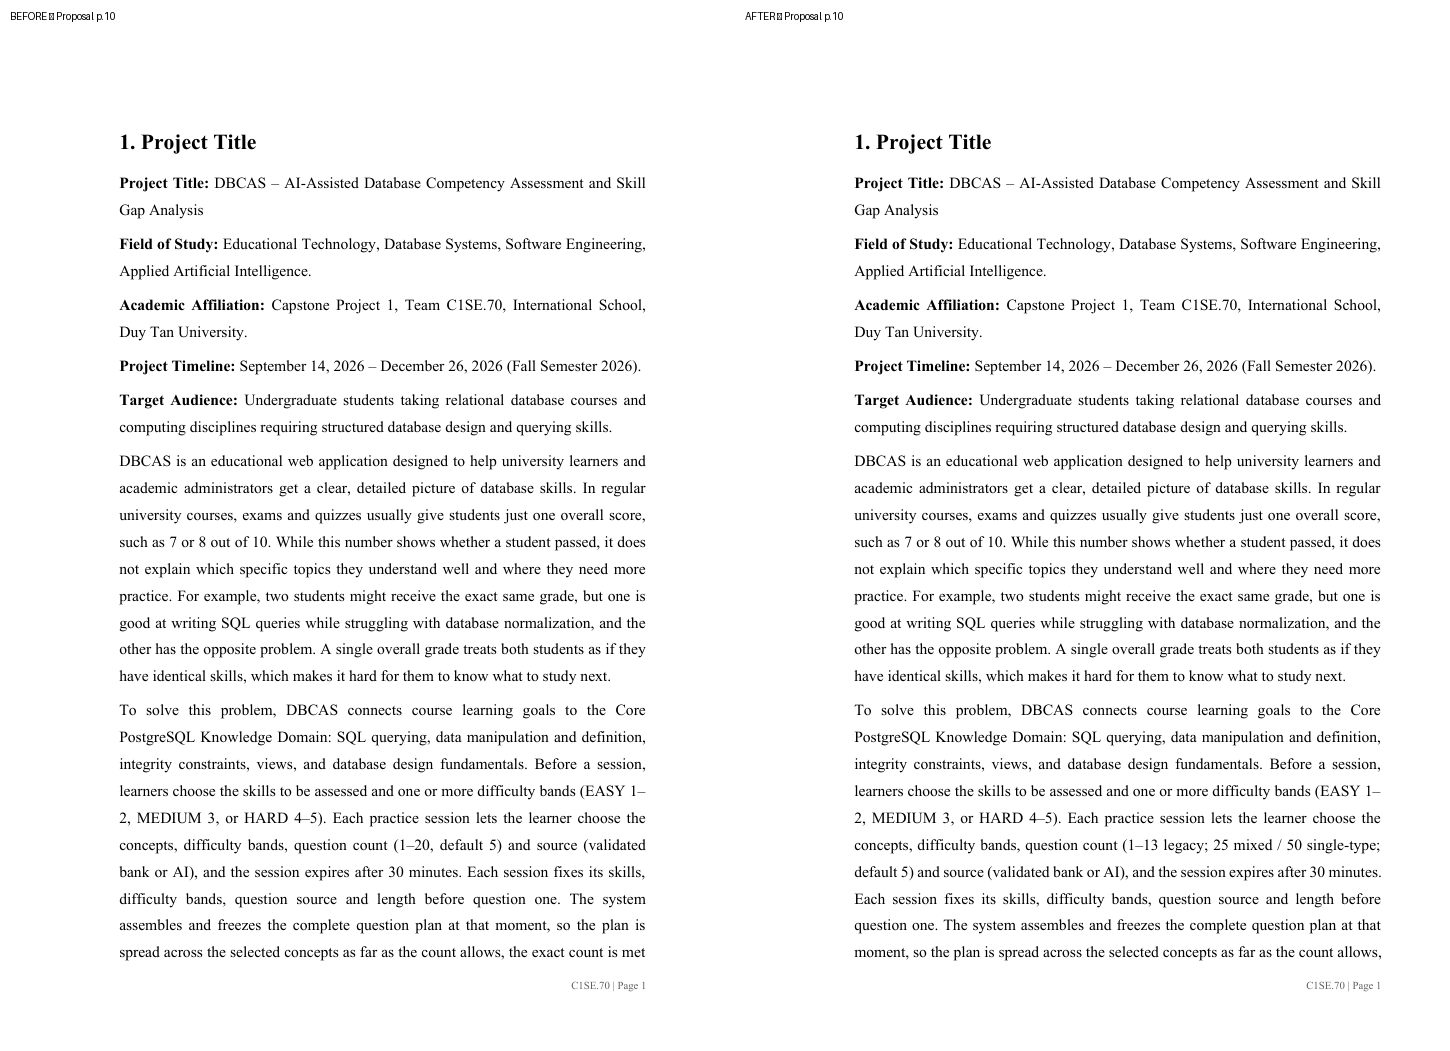 BEFORE Proposal p.10
1. Project Title
Project Title: DBCAS – AI-Assisted Database Competency Assessment and Skill
Gap Analysis
Field of Study: Educational Technology, Database Systems, Software Engineering,
Applied Artificial Intelligence.
Academic Affiliation: Capstone Project 1, Team C1SE.70, International School,
Duy Tan University.
Project Timeline: September 14, 2026 – December 26, 2026 (Fall Semester 2026).
Target Audience: Undergraduate students taking relational database courses and
computing disciplines requiring structured database design and querying skills.
DBCAS is an educational web application designed to help university learners and
academic administrators get a clear, detailed picture of database skills. In regular
university courses, exams and quizzes usually give students just one overall score,
such as 7 or 8 out of 10. While this number shows whether a student passed, it does
not explain which specific topics they understand well and where they need more
practice. For example, two students might receive the exact same grade, but one is
good at writing SQL queries while struggling with database normalization, and the
other has the opposite problem. A single overall grade treats both students as if they
have identical skills, which makes it hard for them to know what to study next.
To solve this problem, DBCAS connects course learning goals to the Core
PostgreSQL Knowledge Domain: SQL querying, data manipulation and definition,
integrity constraints, views, and database design fundamentals. Before a session,
learners choose the skills to be assessed and one or more difficulty bands (EASY 1–
2, MEDIUM 3, or HARD 4–5). Each practice session lets the learner choose the
concepts, difficulty bands, question count (1–20, default 5) and source (validated
bank or AI), and the session expires after 30 minutes. Each session fixes its skills,
difficulty bands, question source and length before question one. The system
assembles and freezes the complete question plan at that moment, so the plan is
spread across the selected concepts as far as the count allows, the exact count is met
C1SE.70 | Page 1
AFTER Proposal p.10
1. Project Title
Project Title: DBCAS – AI-Assisted Database Competency Assessment and Skill
Gap Analysis
Field of Study: Educational Technology, Database Systems, Software Engineering,
Applied Artificial Intelligence.
Academic Affiliation: Capstone Project 1, Team C1SE.70, International School,
Duy Tan University.
Project Timeline: September 14, 2026 – December 26, 2026 (Fall Semester 2026).
Target Audience: Undergraduate students taking relational database courses and
computing disciplines requiring structured database design and querying skills.
DBCAS is an educational web application designed to help university learners and
academic administrators get a clear, detailed picture of database skills. In regular
university courses, exams and quizzes usually give students just one overall score,
such as 7 or 8 out of 10. While this number shows whether a student passed, it does
not explain which specific topics they understand well and where they need more
practice. For example, two students might receive the exact same grade, but one is
good at writing SQL queries while struggling with database normalization, and the
other has the opposite problem. A single overall grade treats both students as if they
have identical skills, which makes it hard for them to know what to study next.
To solve this problem, DBCAS connects course learning goals to the Core
PostgreSQL Knowledge Domain: SQL querying, data manipulation and definition,
integrity constraints, views, and database design fundamentals. Before a session,
learners choose the skills to be assessed and one or more difficulty bands (EASY 1–
2, MEDIUM 3, or HARD 4–5). Each practice session lets the learner choose the
concepts, difficulty bands, question count (1–13 legacy; 25 mixed / 50 single-type;
default 5) and source (validated bank or AI), and the session expires after 30 minutes.
Each session fixes its skills, difficulty bands, question source and length before
question one. The system assembles and freezes the complete question plan at that
moment, so the plan is spread across the selected concepts as far as the count allows,
C1SE.70 | Page 1